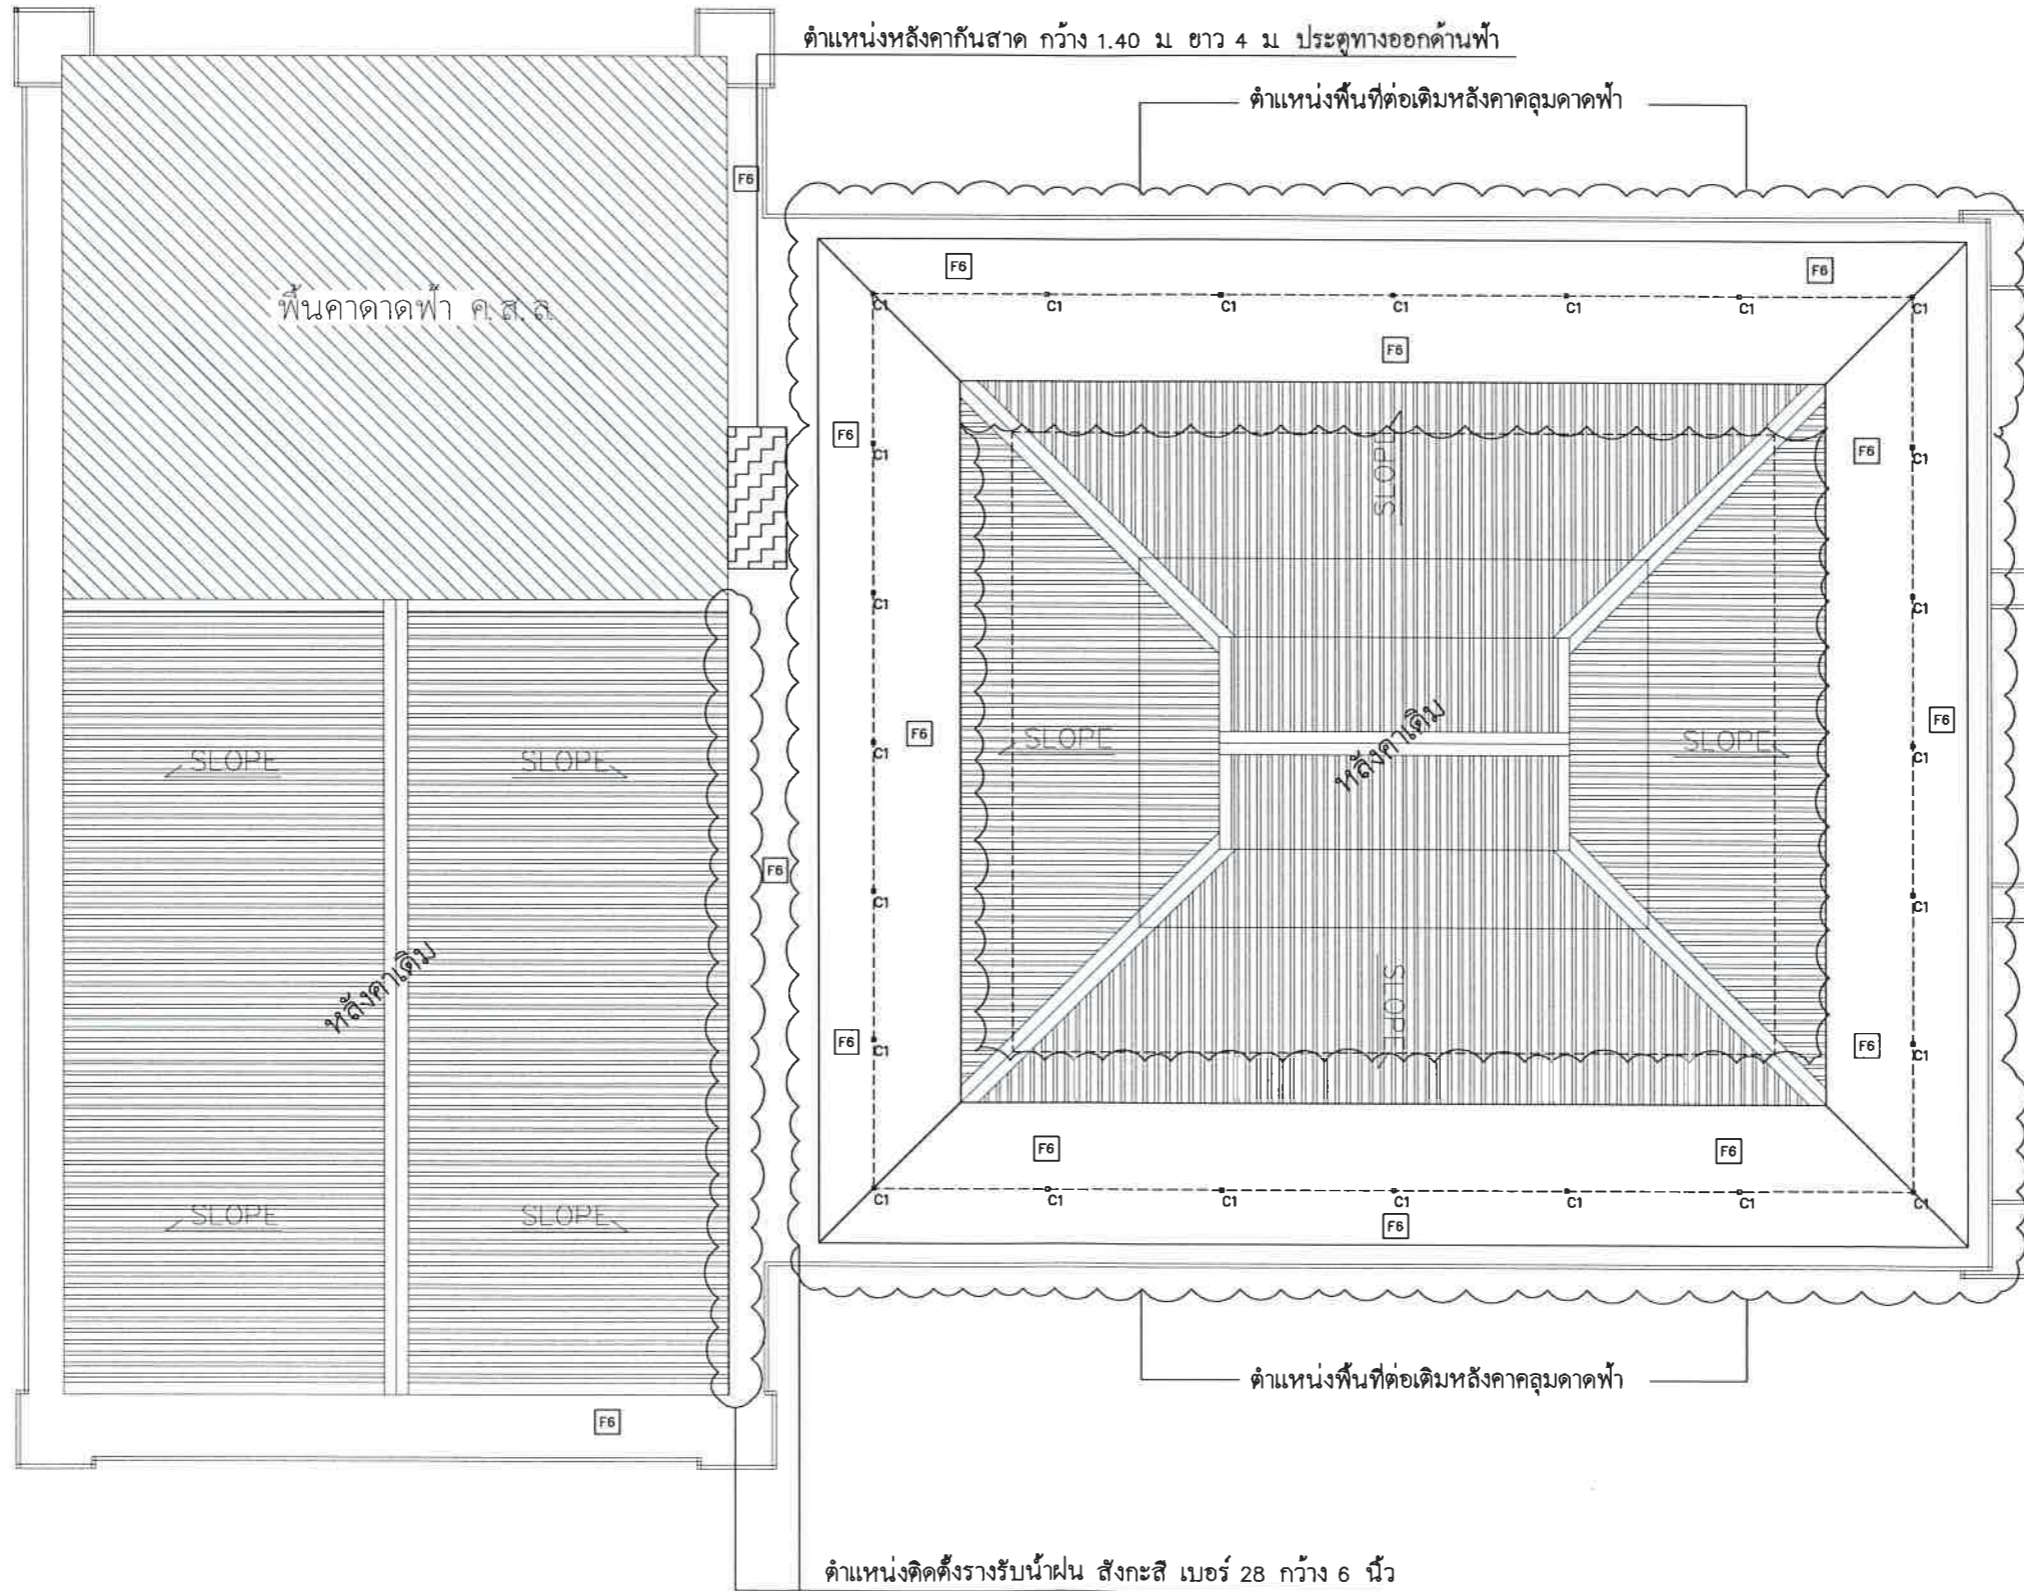 ตำแหน่งหลังคากันสาด กว้าง 1.40 ม ยาว 4 ม ประตูทางออกด้านฟ้า
ตำแหน่งพื้นที่ต่อเติมหลังคาคลุมดาดฟ้า
F6
F6
F6
พื้นคาดาดฟ้า ค.ส.ล.
C1
C1
C1
C1
C1
C1
C1
F6
SLOPE
F6
F6
C1
C1
C1
C1
F6
F6
SLOPE
SLOPE
SLOPE
SLOPE
หลังคาเดิม
C1
C1
F6
C1
C1
หลังคาเดิม
SLOPE
F6
F6
C1
C1
F6
F6
C1
C1
C1
C1
C1
C1
C1
SLOPE
SLOPE
F6
F6
ตำแหน่งพื้นที่ต่อเติมหลังคาคลุมดาดฟ้า
ตำแหน่งติดตั้งรางรับน้ำฝน สังกะสี เบอร์ 28 กว้าง 6 นิ้ว